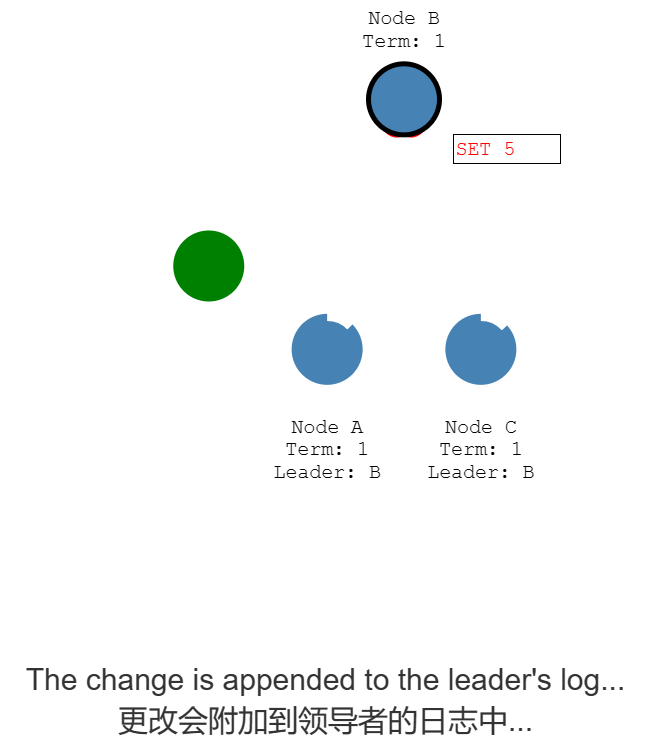 Node B
Term: 1
SET 5
Node A
Term: 1
Leader: B
Node C
Term: 1
Leader: B
The change is appended to the leader's log...
更改会附加到领导者的日志中...